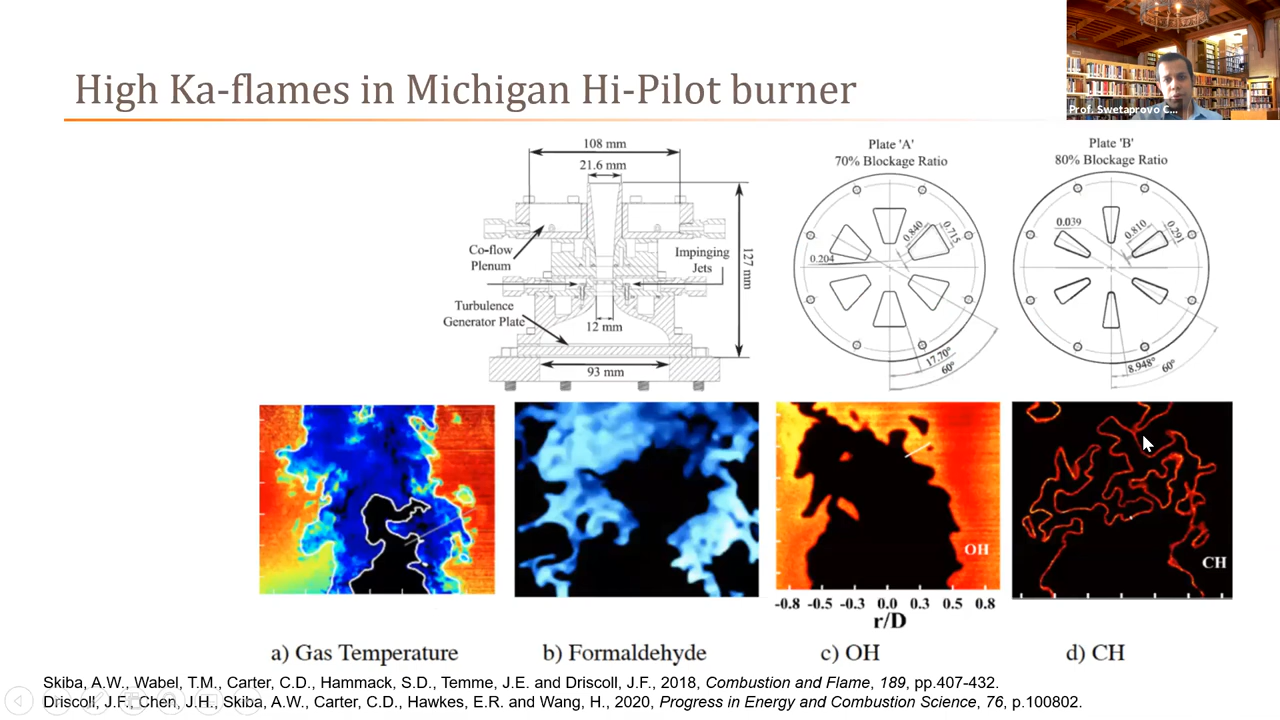 High Ka-flames in Michigan Hi-Pilot burner
Prof. Swetaprovo C...
108 mm
21.6 mm
Co-flow
Plenum
Impinging
Jets
127 mm
Turbulence
Generator Plate
12 mm
93 mm
Plate 'A'
70% Blockage Ratio
0.840
0.715
0.204
17.70°
60°
Plate 'B'
80% Blockage Ratio
0.039
0.810
0.291
8.948°
60°
OH
CH
-0.8 -0.5 -0.3 0.0 0.3 0.5 0.8
r/D
a) Gas Temperature
b) Formaldehyde
c) OH
d) CH
Skiba, A.W., Wabel, T.M., Carter, C.D., Hammack, S.D., Temme, J.E. and Driscoll, J.F., 2018, Combustion and Flame, 189, pp.407-432.
Driscoll, J.F., Chen, J.H., Skiba, A.W., Carter, C.D., Hawkes, E.R. and Wang, H., 2020, Progress in Energy and Combustion Science, 76, p.100802.